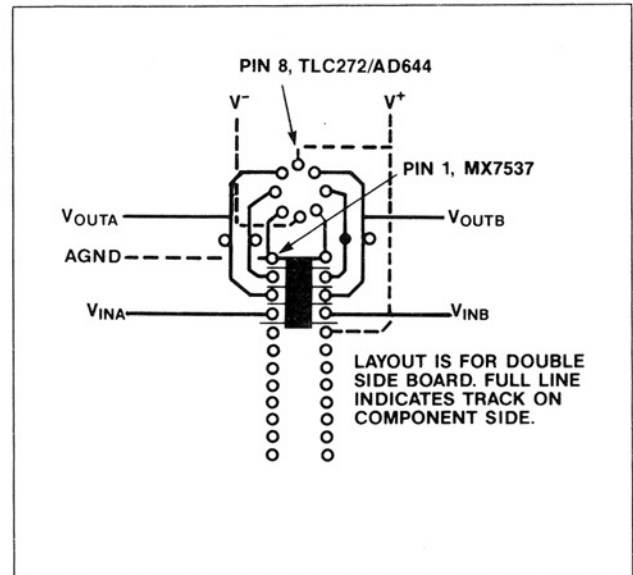 PIN 8, TLC272/AD644
V⁻
V⁺
PIN 1, MX7537
VOUTA
VOUTB
AGND
VINA
VINB
LAYOUT IS FOR DOUBLE
SIDE BOARD. FULL LINE
INDICATES TRACK ON
COMPONENT SIDE.